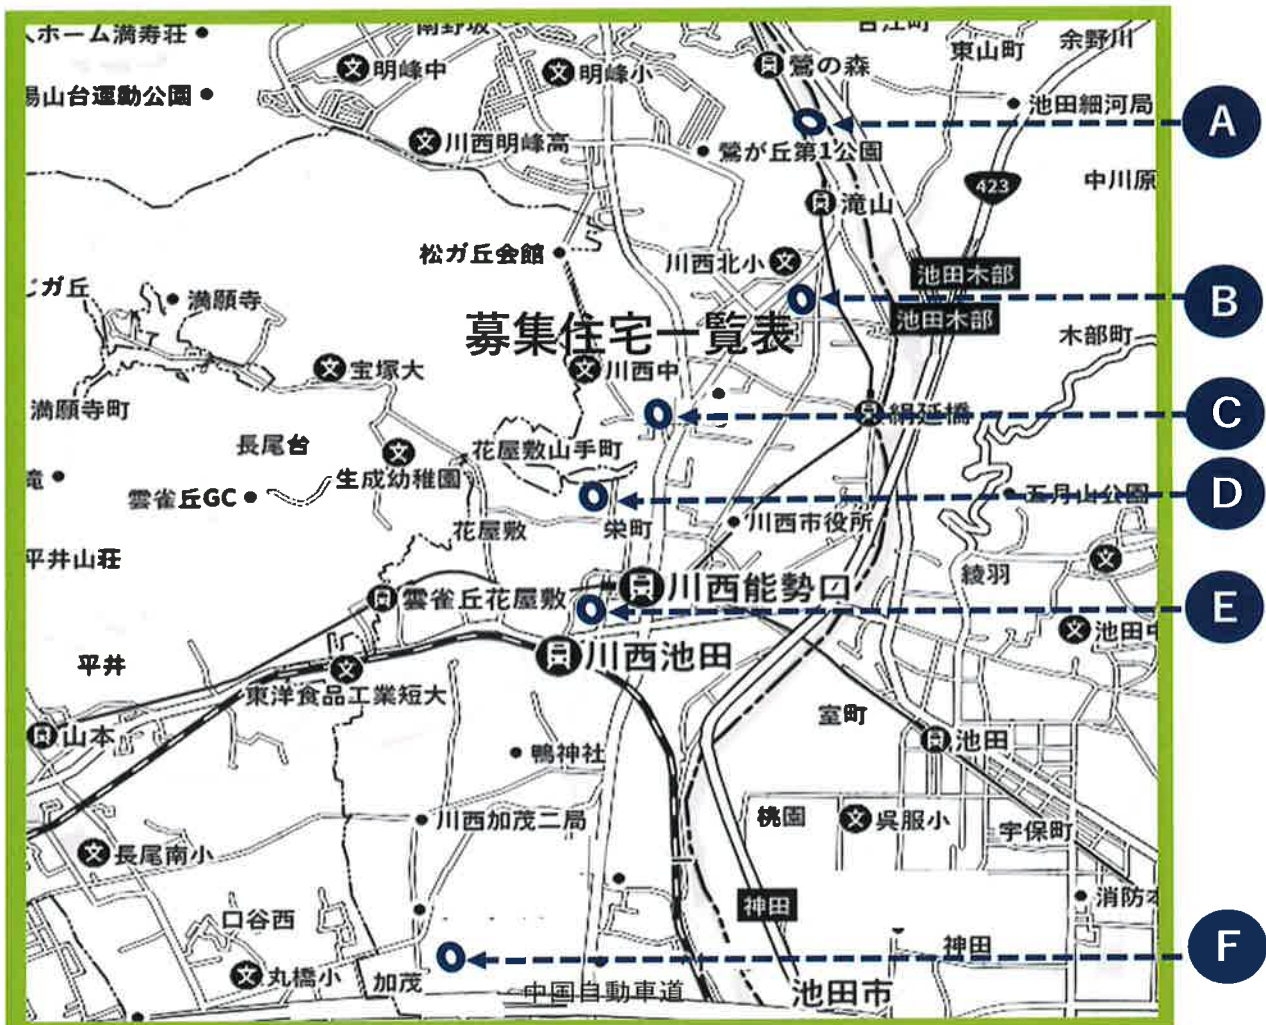 人ホーム満寿荘
南野坂
鶯の森
東山町
余野川
明峰中
明峰小
湯山台運動公園
池田細河局
A
川西明峰高
鶯が丘第1公園
423
中川原
滝山
松ガ丘会館
川西北小
池田木部
ガ丘
満願寺
B
池田木部
募集住宅一覧表
木部町
宝塚大
川西中
満願寺町
C
絹延橋
長尾台
花屋敷山手町
滝
生成幼稚園
雲雀丘GC
D
五月山公園
花屋敷
栄町
川西市役所
平井山荘
綾羽
川西能勢口
雲雀丘花屋敷
E
池田中
平井
川西池田
東洋食品工業短大
室町
山本
池田
鴨神社
桃園
川西加茂二局
呉服小
宇保町
長尾南小
消防本
神田
口谷西
神田
F
丸橋小
加茂
中国自動車道
池田市